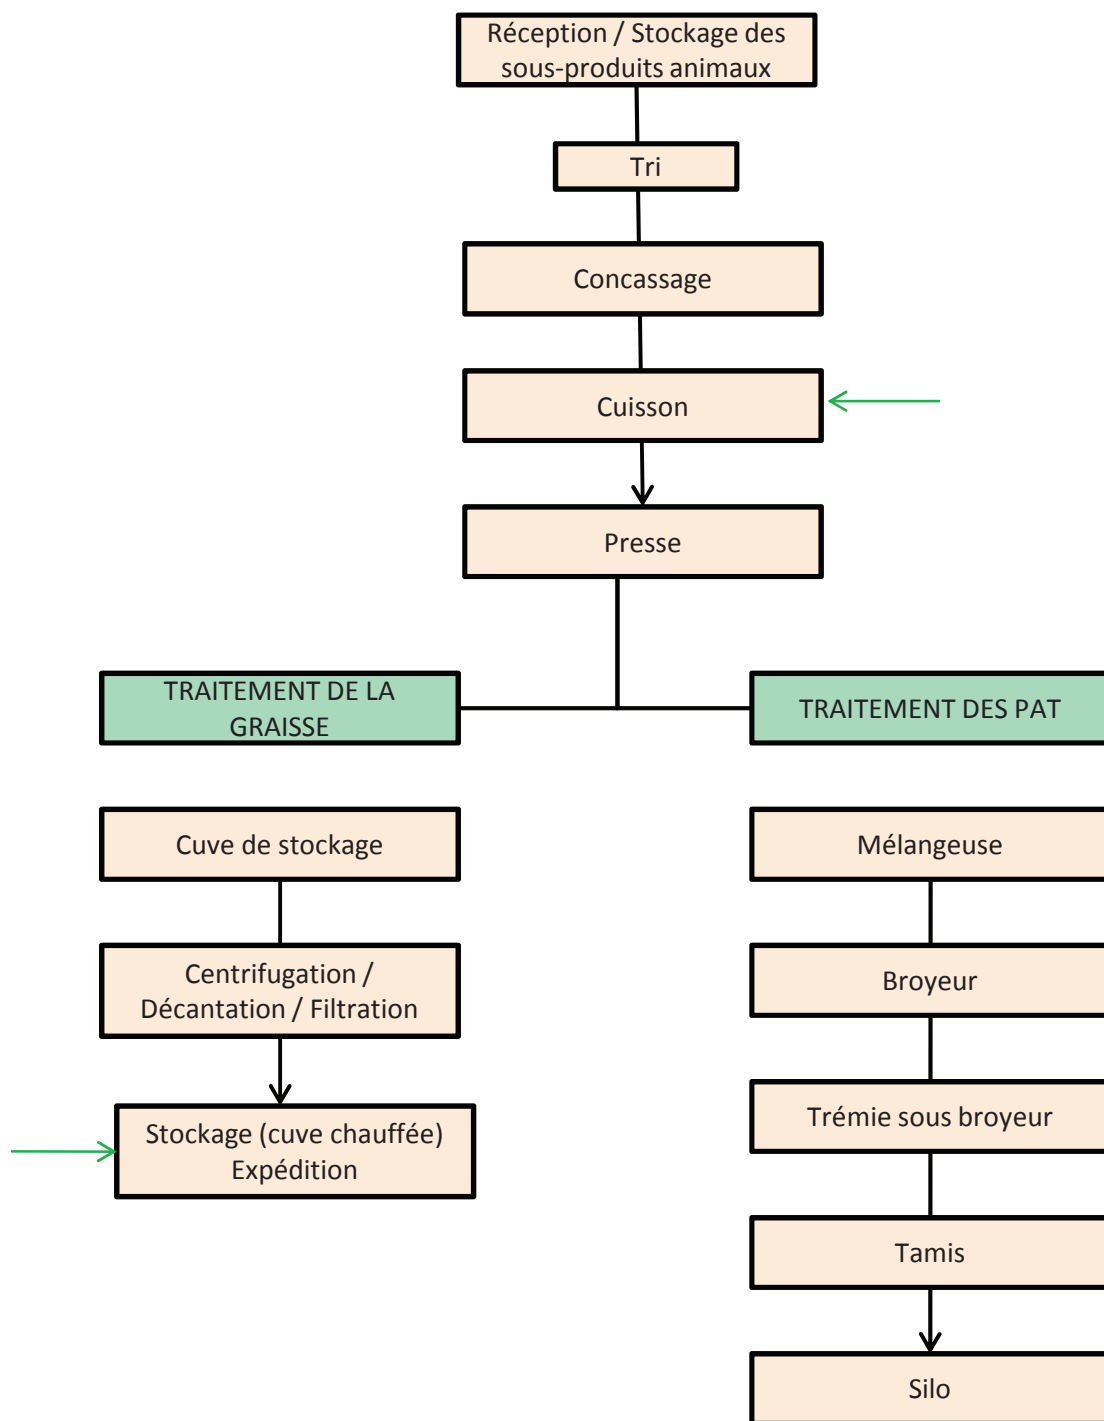 Réception / Stockage des
sous-produits animaux
Tri
Concassage
Cuisson
Presse
TRAITEMENT DE LA
GRAISSE
TRAITEMENT DES PAT
Cuve de stockage
Centrifugation /
Décantation / Filtration
Stockage (cuve chauffée)
Expédition
Mélangeuse
Broyeur
Trémie sous broyeur
Tamis
Silo